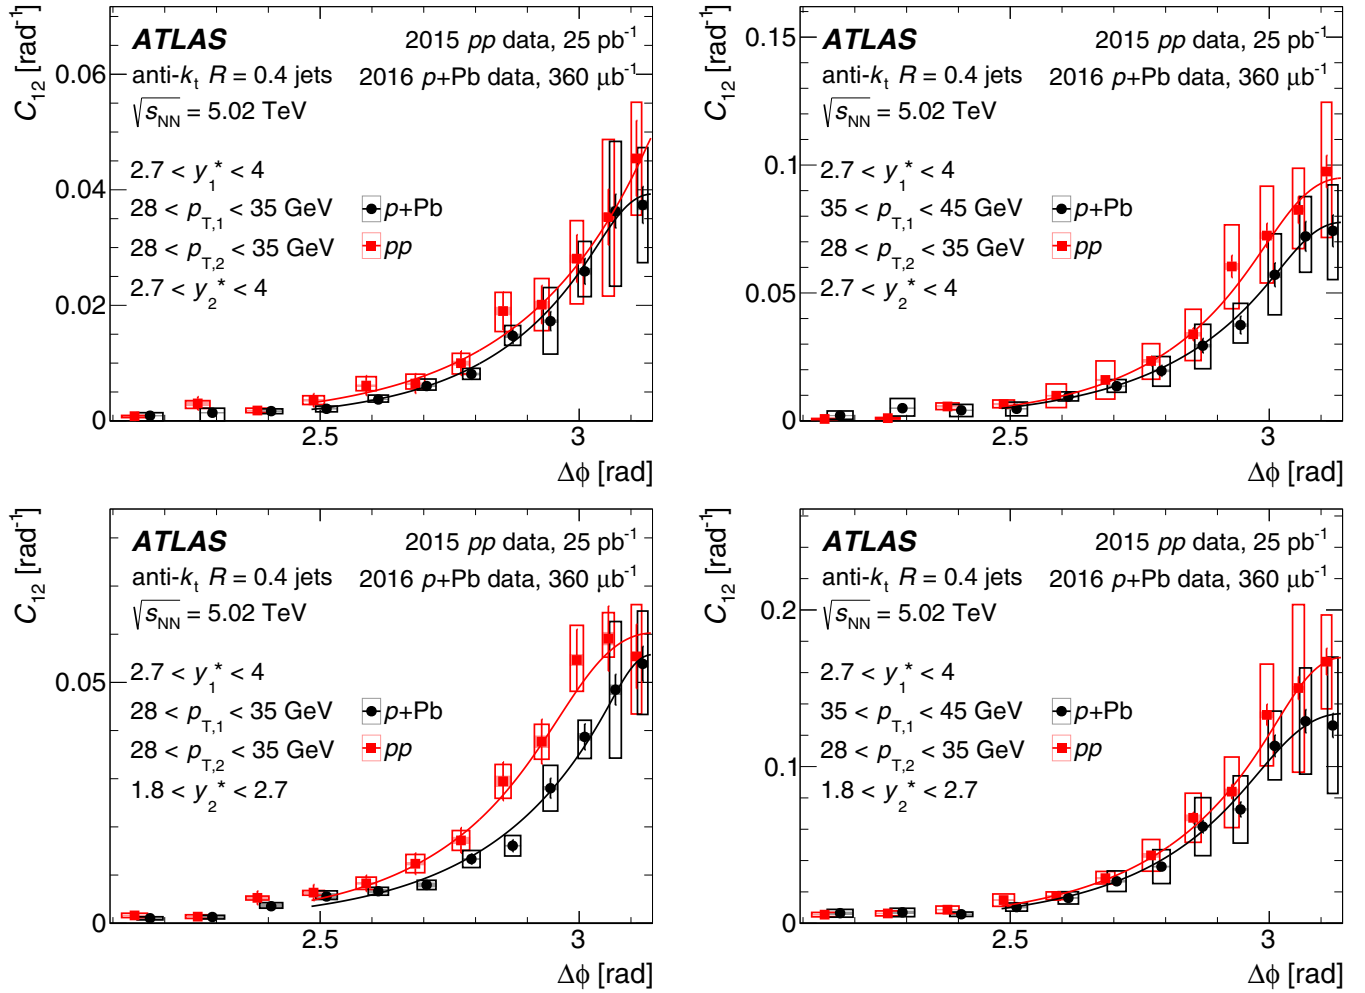 C12 [rad-1]
0.06
0.04
0.02
0
ATLAS
2015 pp data, 25 pb-1
anti-kt R = 0.4 jets
2016 p+Pb data, 360 μb-1
√sNN = 5.02 TeV
2.7 < y1* < 4
28 < pT,1 < 35 GeV
28 < pT,2 < 35 GeV
2.7 < y2* < 4
p+Pb
pp
2.5
3
Δϕ [rad]
C12 [rad-1]
0.15
0.1
0.05
0
ATLAS
2015 pp data, 25 pb-1
anti-kt R = 0.4 jets
2016 p+Pb data, 360 μb-1
√sNN = 5.02 TeV
2.7 < y1* < 4
35 < pT,1 < 45 GeV
28 < pT,2 < 35 GeV
2.7 < y2* < 4
p+Pb
pp
2.5
3
Δϕ [rad]
C12 [rad-1]
0.05
0
ATLAS
2015 pp data, 25 pb-1
anti-kt R = 0.4 jets
2016 p+Pb data, 360 μb-1
√sNN = 5.02 TeV
2.7 < y1* < 4
28 < pT,1 < 35 GeV
28 < pT,2 < 35 GeV
1.8 < y2* < 2.7
p+Pb
pp
2.5
3
Δϕ [rad]
C12 [rad-1]
0.2
0.1
0
ATLAS
2015 pp data, 25 pb-1
anti-kt R = 0.4 jets
2016 p+Pb data, 360 μb-1
√sNN = 5.02 TeV
2.7 < y1* < 4
35 < pT,1 < 45 GeV
28 < pT,2 < 35 GeV
1.8 < y2* < 2.7
p+Pb
pp
2.5
3
Δϕ [rad]